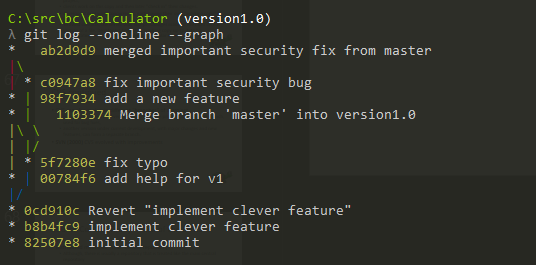 C:\src\bc\Calculator (version1.0)
λ git log --oneline --graph
*   ab2d9d9 merged important security fix from master
|\
| * c0947a8 fix important security bug
* | 98f7934 add a new feature
* |   1103374 Merge branch 'master' into version1.0
|\ \
| |/
| * 5f7280e fix typo
* | 00784f6 add help for v1
|/
* 0cd910c Revert "implement clever feature"
* b8b4fc9 implement clever feature
* 82507e8 initial commit